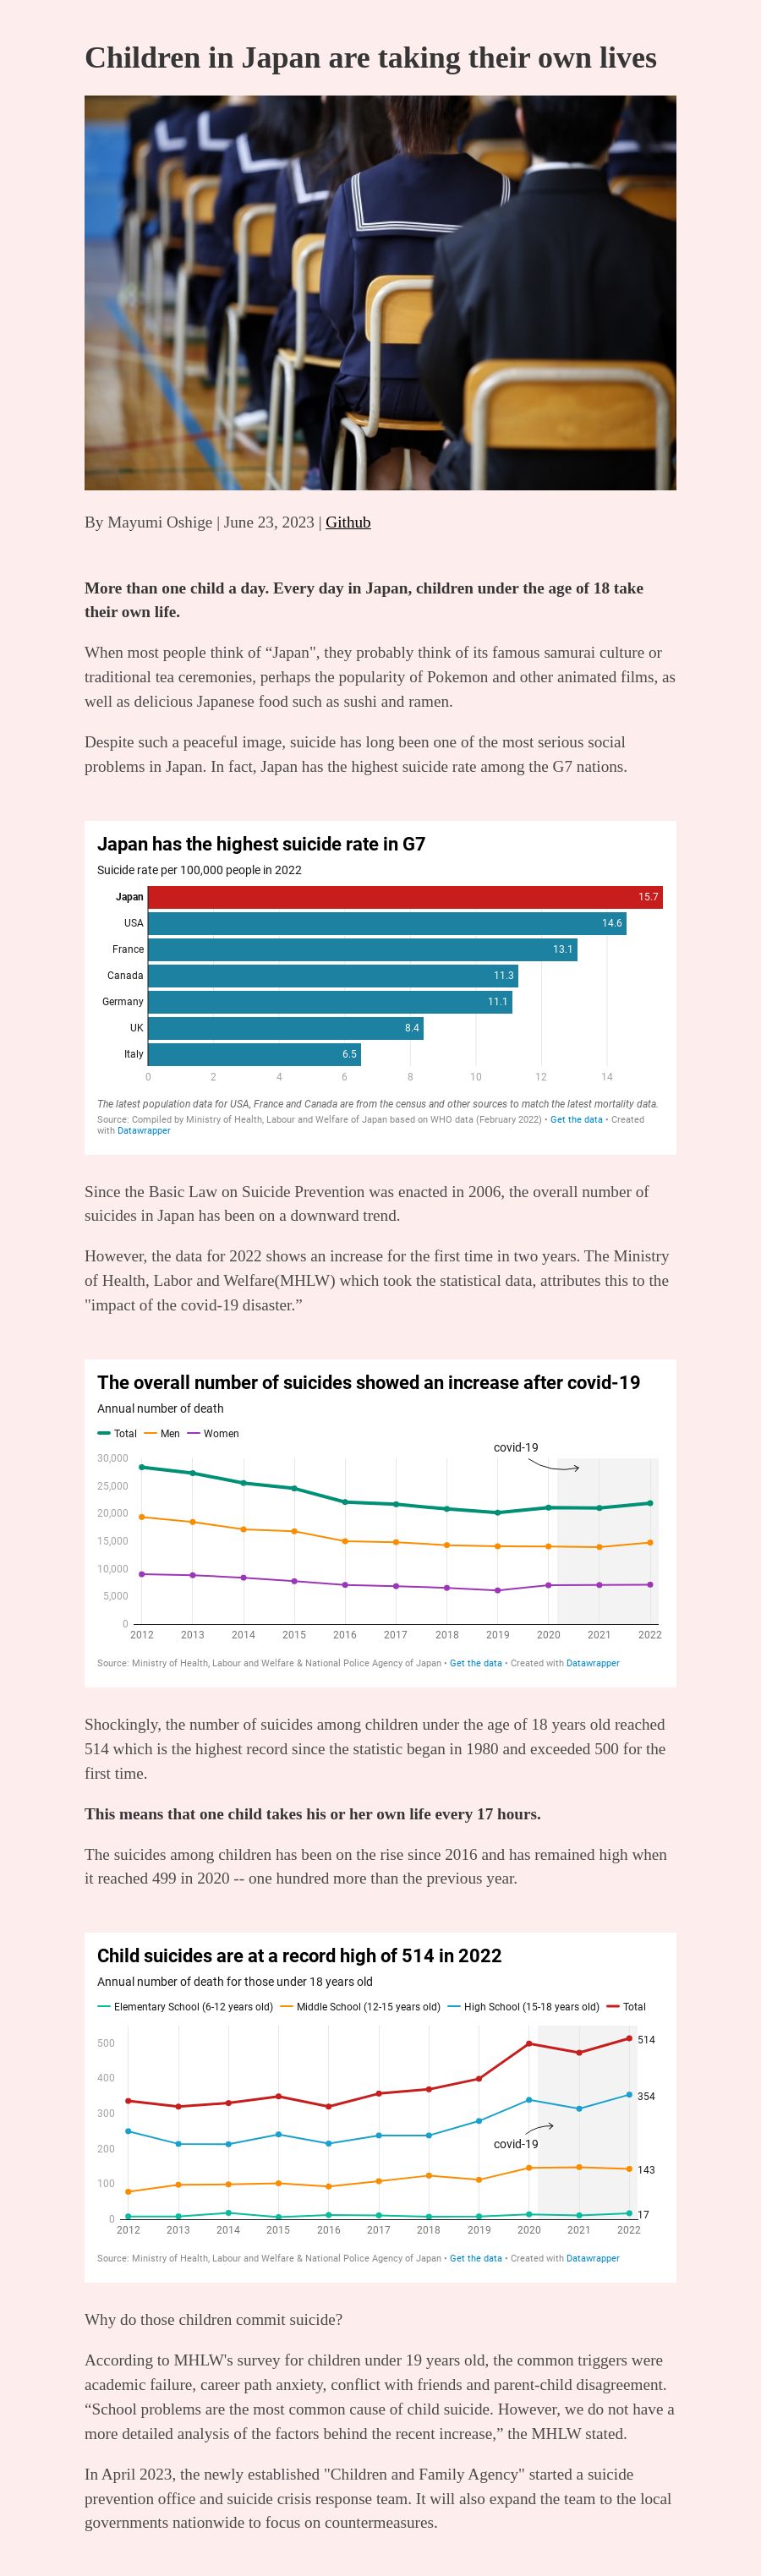 Children in Japan are taking their own lives
By Mayumi Oshige | June 23, 2023 | Github
More than one child a day. Every day in Japan, children under the age of 18 take
their own life.
When most people think of “Japan", they probably think of its famous samurai culture or
traditional tea ceremonies, perhaps the popularity of Pokemon and other animated films, as
well as delicious Japanese food such as sushi and ramen.
Despite such a peaceful image, suicide has long been one of the most serious social
problems in Japan. In fact, Japan has the highest suicide rate among the G7 nations.
Japan has the highest suicide rate in G7
Suicide rate per 100,000 people in 2022
Japan 15.7
USA 14.6
France 13.1
Canada 11.3
Germany 11.1
UK 8.4
Italy 6.5
0 2 4 6 8 10 12 14
The latest population data for USA, France and Canada are from the census and other sources to match the latest mortality data.
Source: Compiled by Ministry of Health, Labour and Welfare of Japan based on WHO data (February 2022) • Get the data • Created
with Datawrapper
Since the Basic Law on Suicide Prevention was enacted in 2006, the overall number of
suicides in Japan has been on a downward trend.
However, the data for 2022 shows an increase for the first time in two years. The Ministry
of Health, Labor and Welfare(MHLW) which took the statistical data, attributes this to the
"impact of the covid-19 disaster.”
The overall number of suicides showed an increase after covid-19
Annual number of death
Total Men Women
covid-19
30,000
25,000
20,000
15,000
10,000
5,000
0
2012 2013 2014 2015 2016 2017 2018 2019 2020 2021 2022
Source: Ministry of Health, Labour and Welfare & National Police Agency of Japan • Get the data • Created with Datawrapper
Shockingly, the number of suicides among children under the age of 18 years old reached
514 which is the highest record since the statistic began in 1980 and exceeded 500 for the
first time.
This means that one child takes his or her own life every 17 hours.
The suicides among children has been on the rise since 2016 and has remained high when
it reached 499 in 2020 -- one hundred more than the previous year.
Child suicides are at a record high of 514 in 2022
Annual number of death for those under 18 years old
Elementary School (6-12 years old) Middle School (12-15 years old) High School (15-18 years old) Total
500 514
400
354
300
covid-19
200
143
100
17
0
2012 2013 2014 2015 2016 2017 2018 2019 2020 2021 2022
Source: Ministry of Health, Labour and Welfare & National Police Agency of Japan • Get the data • Created with Datawrapper
Why do those children commit suicide?
According to MHLW's survey for children under 19 years old, the common triggers were
academic failure, career path anxiety, conflict with friends and parent-child disagreement.
“School problems are the most common cause of child suicide. However, we do not have a
more detailed analysis of the factors behind the recent increase,” the MHLW stated.
In April 2023, the newly established "Children and Family Agency" started a suicide
prevention office and suicide crisis response team. It will also expand the team to the local
governments nationwide to focus on countermeasures.